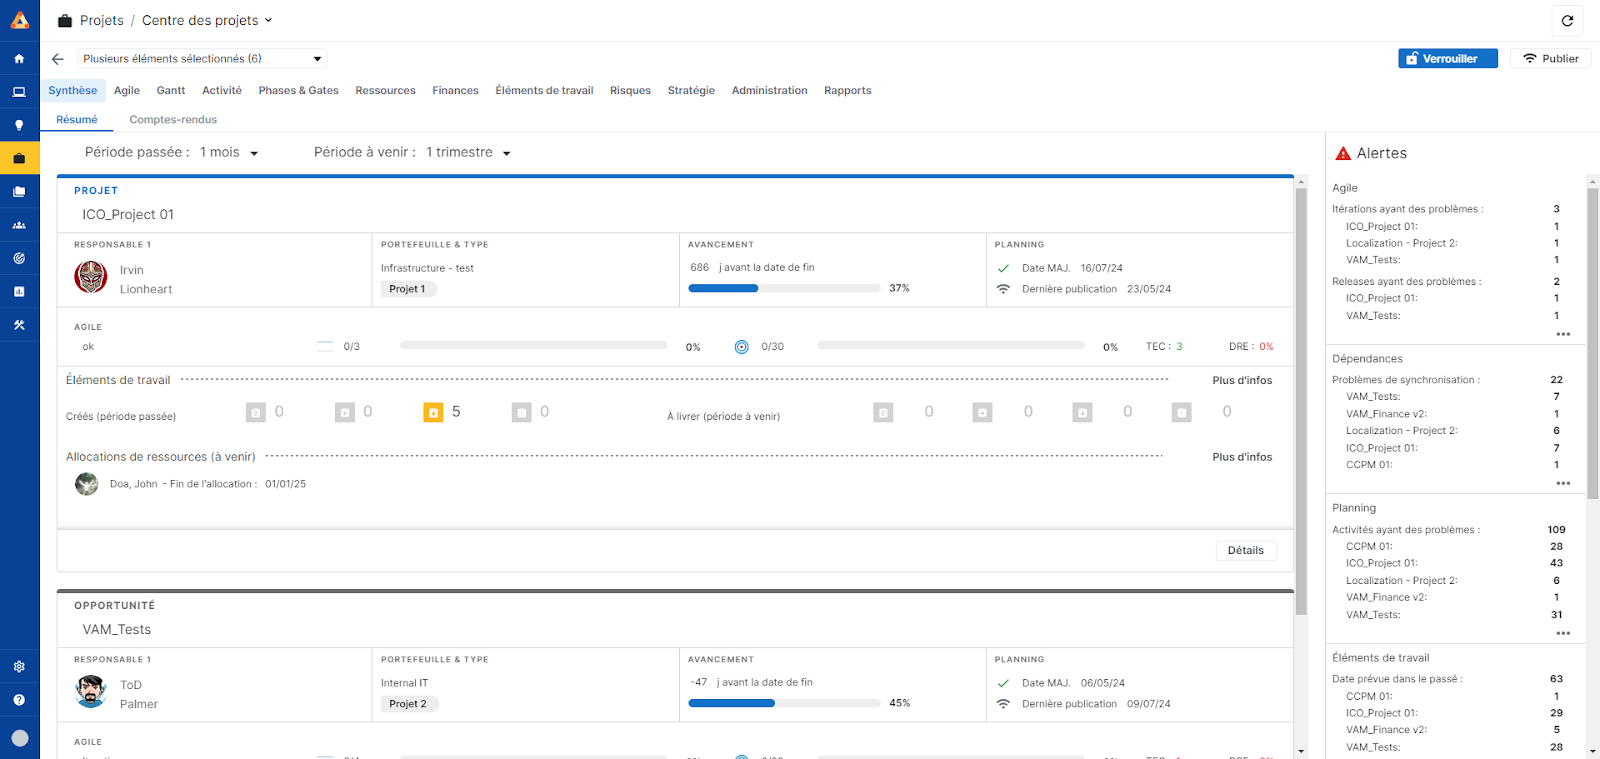 Projets / Centre des projets
Plusieurs éléments sélectionnés (6)
Verrouiller
Publier
Synthèse Agile Gantt Activité Phases & Gates Ressources Finances Éléments de travail Risques Stratégie Administration Rapports
Résumé Comptes-rendus
Période passée : 1 mois Période à venir : 1 trimestre
PROJET
ICO_Project 01
RESPONSABLE 1
Irvin
Lionheart
PORTEFEUILLE & TYPE
Infrastructure - test
Projet 1
AVANCEMENT
686 j avant la date de fin
37%
PLANNING
Date MAJ. 16/07/24
Dernière publication 23/05/24
AGILE
ok 0/3 0% 0/30 0% TEC : 3 DRE : 0%
Éléments de travail Plus d'infos
Créés (période passée) 0 0 5 0 À livrer (période à venir) 0 0 0 0
Allocations de ressources (à venir) Plus d'infos
Doa, John - Fin de l'allocation : 01/01/25
Détails
OPPORTUNITÉ
VAM_Tests
RESPONSABLE 1
ToD
Palmer
PORTEFEUILLE & TYPE
Internal IT
Projet 2
AVANCEMENT
-47 j avant la date de fin
45%
PLANNING
Date MAJ. 06/05/24
Dernière publication 09/07/24
AGILE
Alertes
Agile
Itérations ayant des problèmes : 3
ICO_Project 01: 1
Localization - Project 2: 1
VAM_Tests: 1
Releases ayant des problèmes : 2
ICO_Project 01: 1
VAM_Tests: 1
Dépendances
Problèmes de synchronisation : 22
VAM_Tests: 7
VAM_Finance v2: 1
Localization - Project 2: 6
ICO_Project 01: 7
CCPM 01: 1
Planning
Activités ayant des problèmes : 109
CCPM 01: 28
ICO_Project 01: 43
Localization - Project 2: 6
VAM_Finance v2: 1
VAM_Tests: 31
Éléments de travail
Date prévue dans le passé : 63
CCPM 01: 1
ICO_Project 01: 29
VAM_Finance v2: 5
VAM_Tests: 28